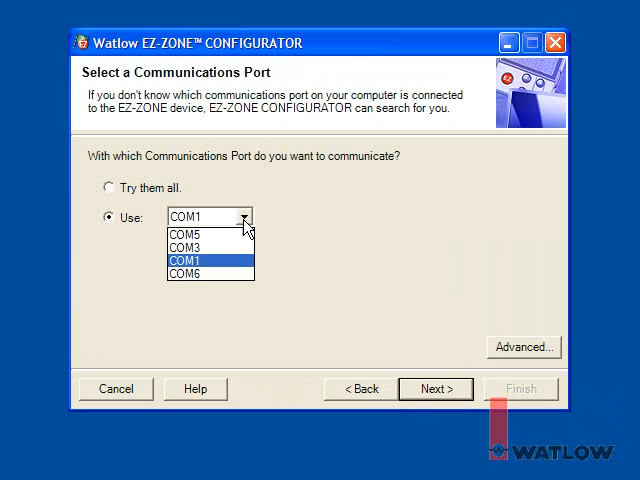 Watlow EZ-ZONE™ CONFIGURATOR
Select a Communications Port
If you don't know which communications port on your computer is connected
to the EZ-ZONE device, EZ-ZONE CONFIGURATOR can search for you.
EZ
With which Communications Port do you want to communicate?
Try them all.
Use:
COM1
COM5
COM3
COM1
COM6
Advanced...
Cancel
Help
< Back
Next >
Finish
WATLOW